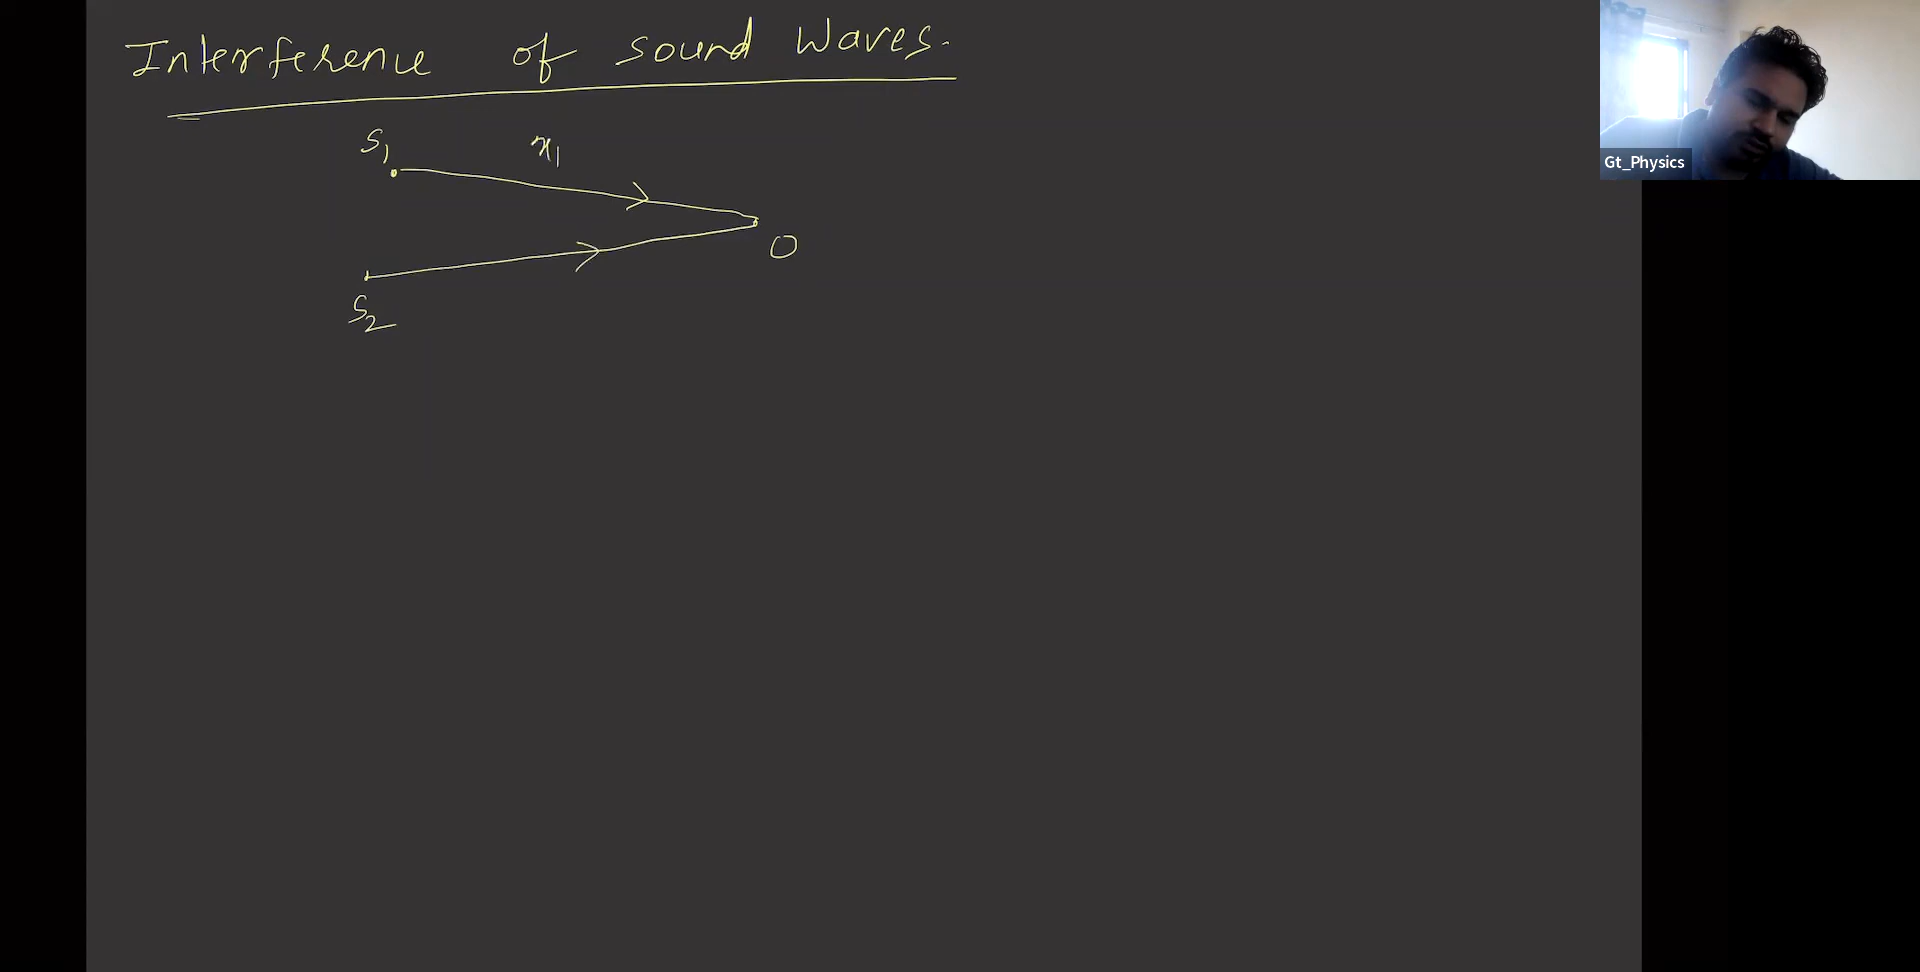 Interference of sound waves.
S1
x1
O
S2
Gt_Physics